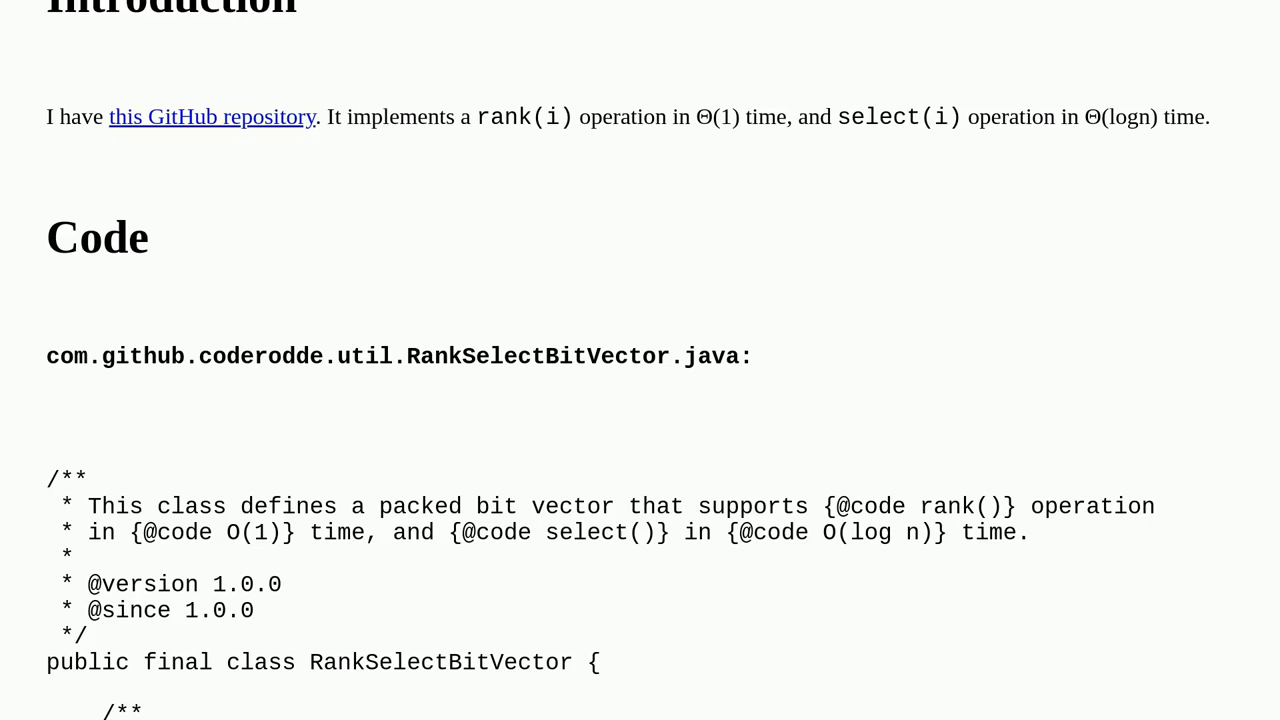 Introduction
I have this GitHub repository. It implements a rank(i) operation in Θ(1) time, and select(i) operation in Θ(logn) time.
Code
com.github.coderodde.util.RankSelectBitVector.java:
/**
 * This class defines a packed bit vector that supports {@code rank()} operation
 * in {@code O(1)} time, and {@code select()} in {@code O(log n)} time.
 *
 * @version 1.0.0
 * @since 1.0.0
 */
public final class RankSelectBitVector {
    /**